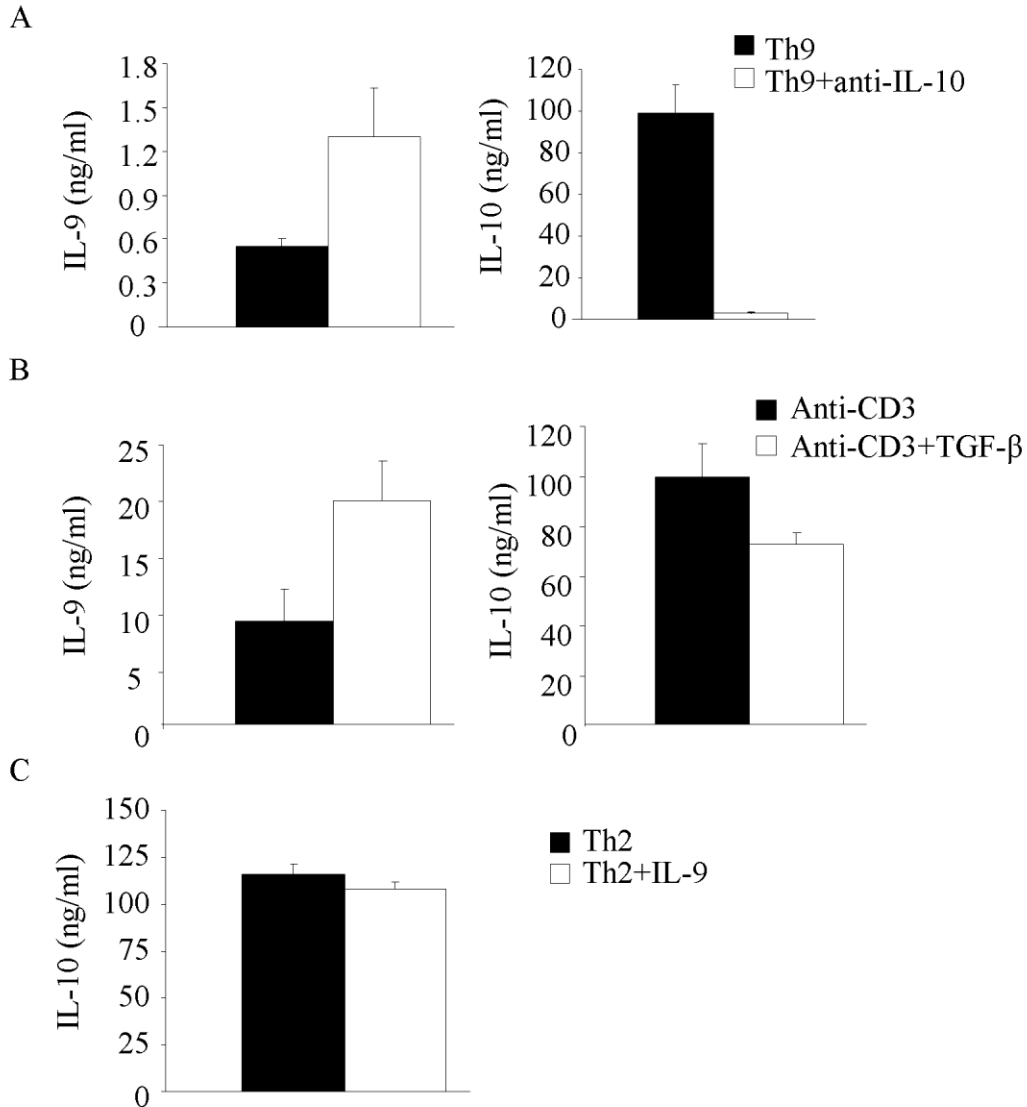 A
IL-9 (ng/ml)
1.8
1.5
1.2
0.9
0.6
0.3
0
IL-10 (ng/ml)
120
100
80
60
40
20
0
Th9
Th9+anti-IL-10
B
IL-9 (ng/ml)
25
20
15
10
5
0
IL-10 (ng/ml)
120
100
80
60
40
20
0
Anti-CD3
Anti-CD3+TGF-β
C
IL-10 (ng/ml)
150
125
100
75
50
25
0
Th2
Th2+IL-9